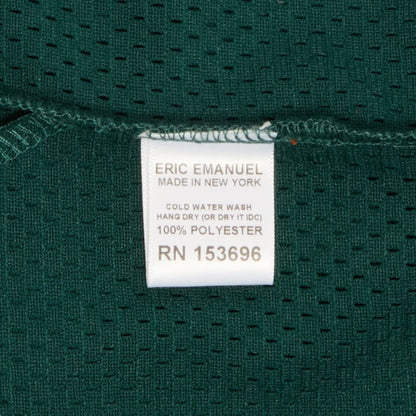 ERIC EMANUEL
MADE IN NEW YORK
COLD WATER WASH
HANG DRY (OR DRY IT IDC)
100% POLYESTER
RN 153696